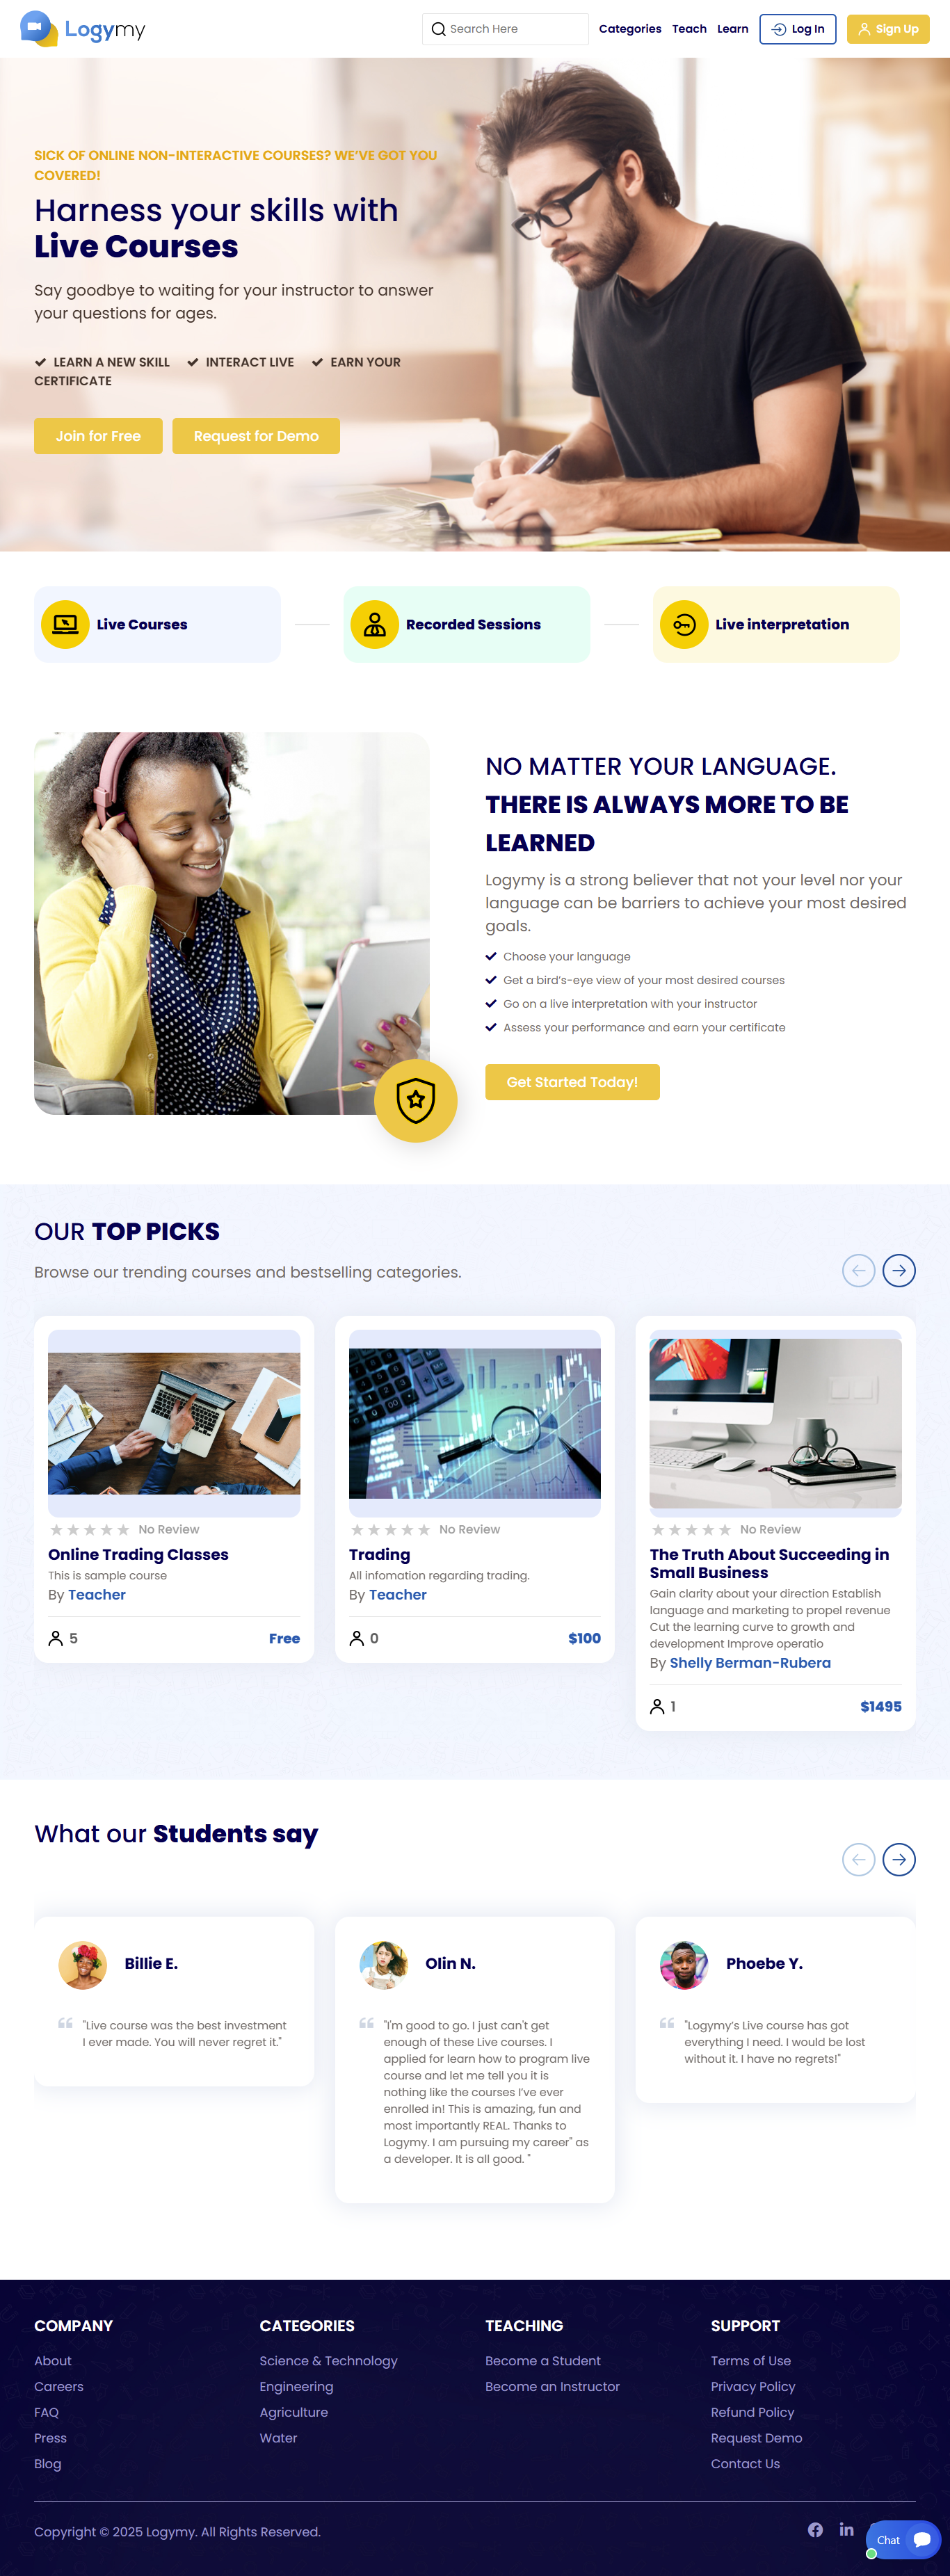 Logymy
Search Here
Categories
Teach
Learn
Log In
Sign Up
SICK OF ONLINE NON-INTERACTIVE COURSES? WE'VE GOT YOU
COVERED!
Harness your skills with
Live Courses
Say goodbye to waiting for your instructor to answer
your questions for ages.
LEARN A NEW SKILL INTERACT LIVE EARN YOUR
CERTIFICATE
Join for Free
Request for Demo
Live Courses
Recorded Sessions
Live interpretation
NO MATTER YOUR LANGUAGE.
THERE IS ALWAYS MORE TO BE
LEARNED
Logymy is a strong believer that not your level nor your
language can be barriers to achieve your most desired
goals.
Choose your language
Get a bird's-eye view of your most desired courses
Go on a live interpretation with your instructor
Assess your performance and earn your certificate
Get Started Today!
OUR TOP PICKS
Browse our trending courses and bestselling categories.
No Review
Online Trading Classes
This is sample course
By Teacher
5
Free
No Review
Trading
All infomation regarding trading.
By Teacher
0
$100
No Review
The Truth About Succeeding in
Small Business
Gain clarity about your direction Establish
language and marketing to propel revenue
Cut the learning curve to growth and
development Improve operatio
By Shelly Berman-Rubera
1
$1495
What our Students say
Billie E.
"Live course was the best investment
I ever made. You will never regret it."
Olin N.
"I'm good to go. I just can't get
enough of these Live courses. I
applied for learn how to program live
course and let me tell you it is
nothing like the courses I've ever
enrolled in! This is amazing, fun and
most importantly REAL. Thanks to
Logymy. I am pursuing my career" as
a developer. It is all good. "
Phoebe Y.
"Logymy's Live course has got
everything I need. I would be lost
without it. I have no regrets!"
COMPANY
About
Careers
FAQ
Press
Blog
CATEGORIES
Science & Technology
Engineering
Agriculture
Water
TEACHING
Become a Student
Become an Instructor
SUPPORT
Terms of Use
Privacy Policy
Refund Policy
Request Demo
Contact Us
Copyright © 2025 Logymy. All Rights Reserved.
Chat